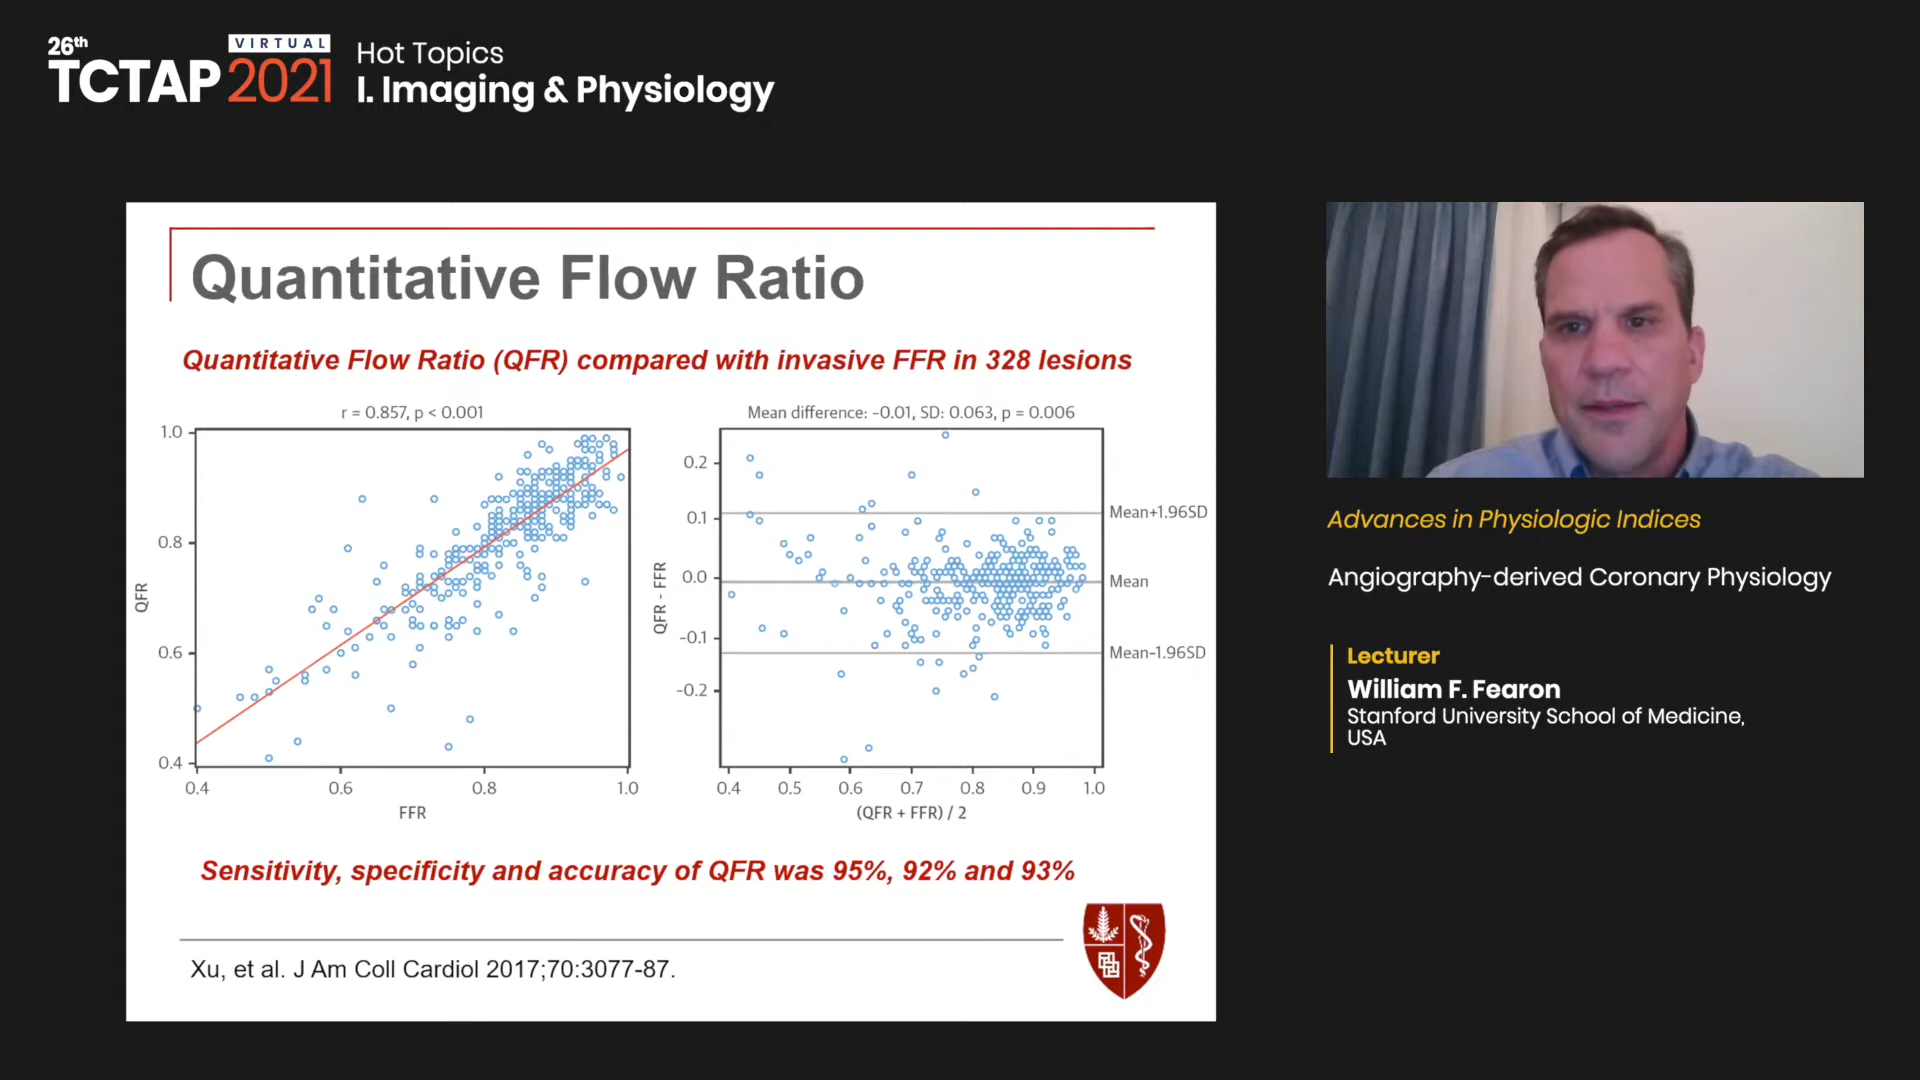 26th
VIRTUAL
TCTAP 2021
Hot Topics
I. Imaging & Physiology
Quantitative Flow Ratio
Quantitative Flow Ratio (QFR) compared with invasive FFR in 328 lesions
r = 0.857, p < 0.001
1.0
0.8
0.6
0.4
QFR
0.4 0.6 0.8 1.0
FFR
Mean difference: −0.01, SD: 0.063, p = 0.006
0.2
0.1
0.0
-0.1
-0.2
QFR - FFR
Mean+1.96SD
Mean
Mean-1.96SD
0.4 0.5 0.6 0.7 0.8 0.9 1.0
(QFR + FFR) / 2
Sensitivity, specificity and accuracy of QFR was 95%, 92% and 93%
Xu, et al. J Am Coll Cardiol 2017;70:3077-87.
Advances in Physiologic Indices
Angiography-derived Coronary Physiology
Lecturer
William F. Fearon
Stanford University School of Medicine,
USA